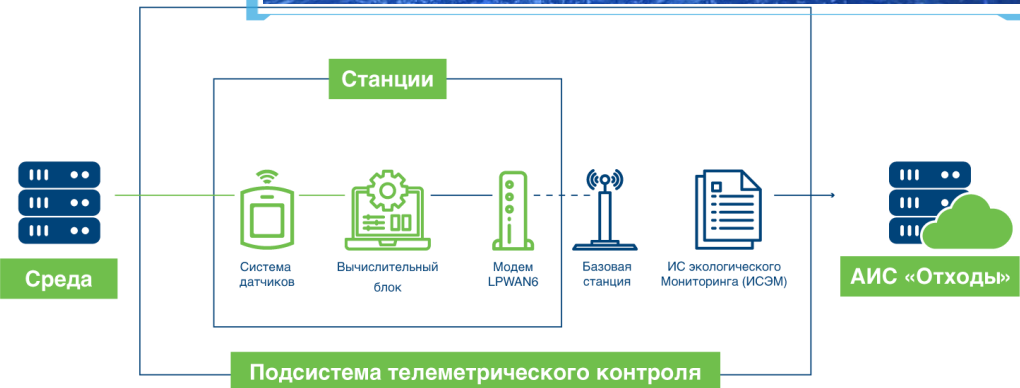 Станции
Среда
Система
датчиков
Вычислительный
блок
Модем
LPWAN6
Базовая
станция
ИС экологического
Мониторинга (ИСЭМ)
АИС «Отходы»
Подсистема телеметрического контроля